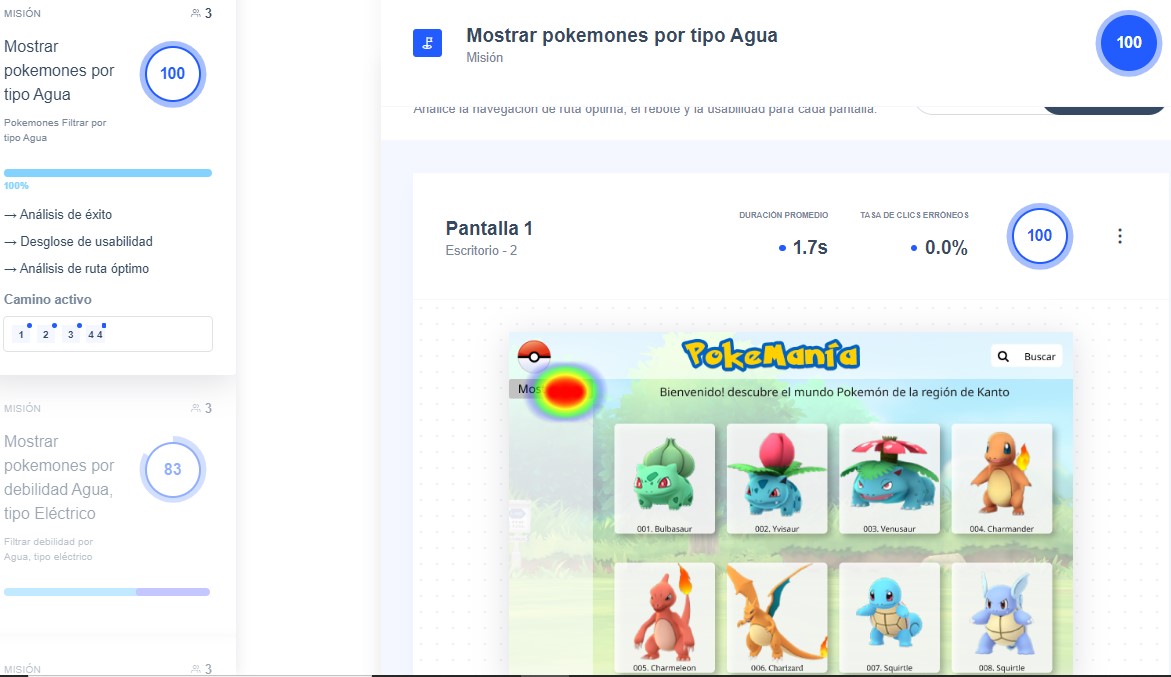 MISIÓN
3
Mostrar
pokemones por
tipo Agua
100
Pokemones Filtrar por
tipo Agua
100%
→ Análisis de éxito
→ Desglose de usabilidad
→ Análisis de ruta óptimo
Camino activo
1 2 3 4 4
MISIÓN
3
Mostrar
pokemones por
debilidad Agua,
tipo Eléctrico
83
Filtrar debilidad por
Agua, tipo eléctrico
MISIÓN
3
Mostrar pokemones por tipo Agua
Misión
100
Analice la navegación de ruta óptima, el rebote y la usabilidad para cada pantalla.
Pantalla 1
Escritorio - 2
DURACIÓN PROMEDIO
1.7s
TASA DE CLICS ERRÓNEOS
0.0%
100
PokeManía
Buscar
Mos
Bienvenido! descubre el mundo Pokemón de la región de Kanto
001. Bulbasaur
002. Yvisaur
003. Venusaur
004. Charmander
005. Charmeleon
006. Charizard
007. Squirtle
008. Squirtle